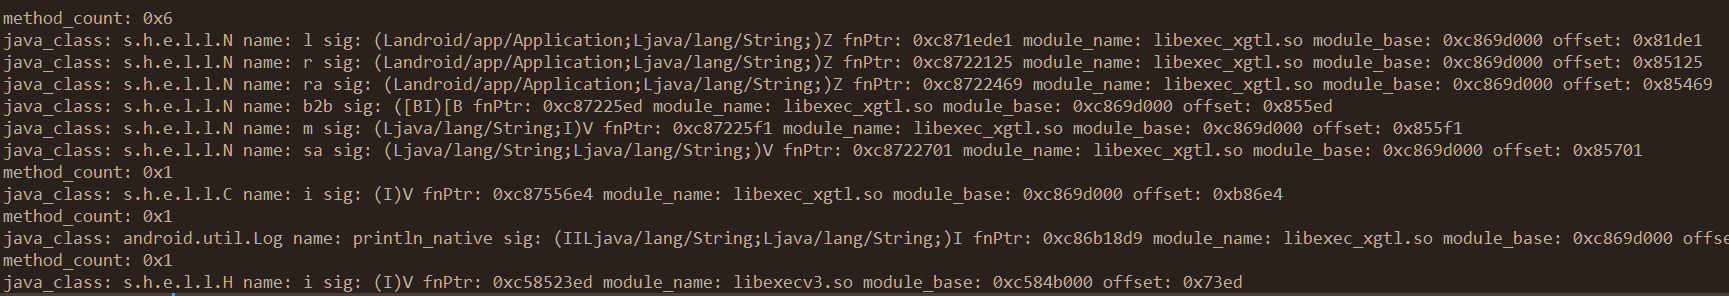 method_count: 0x6
java_class: s.h.e.l.l.N name: l sig: (Landroid/app/Application;Ljava/lang/String;)Z fnPtr: 0xc871ede1 module_name: libexec_xgtl.so module_base: 0xc869d000 offset: 0x81de1
java_class: s.h.e.l.l.N name: r sig: (Landroid/app/Application;Ljava/lang/String;)Z fnPtr: 0xc8722125 module_name: libexec_xgtl.so module_base: 0xc869d000 offset: 0x85125
java_class: s.h.e.l.l.N name: ra sig: (Landroid/app/Application;Ljava/lang/String;)Z fnPtr: 0xc8722469 module_name: libexec_xgtl.so module_base: 0xc869d000 offset: 0x85469
java_class: s.h.e.l.l.N name: b2b sig: ([BI)[B fnPtr: 0xc87225ed module_name: libexec_xgtl.so module_base: 0xc869d000 offset: 0x855ed
java_class: s.h.e.l.l.N name: m sig: (Ljava/lang/String;I)V fnPtr: 0xc87225f1 module_name: libexec_xgtl.so module_base: 0xc869d000 offset: 0x855f1
java_class: s.h.e.l.l.N name: sa sig: (Ljava/lang/String;Ljava/lang/String;)V fnPtr: 0xc8722701 module_name: libexec_xgtl.so module_base: 0xc869d000 offset: 0x85701
method_count: 0x1
java_class: s.h.e.l.l.C name: i sig: (I)V fnPtr: 0xc87556e4 module_name: libexec_xgtl.so module_base: 0xc869d000 offset: 0xb86e4
method_count: 0x1
java_class: android.util.Log name: println_native sig: (IILjava/lang/String;Ljava/lang/String;)I fnPtr: 0xc86b18d9 module_name: libexec_xgtl.so module_base: 0xc869d000 offse
method_count: 0x1
java_class: s.h.e.l.l.H name: i sig: (I)V fnPtr: 0xc58523ed module_name: libexecv3.so module_base: 0xc584b000 offset: 0x73ed